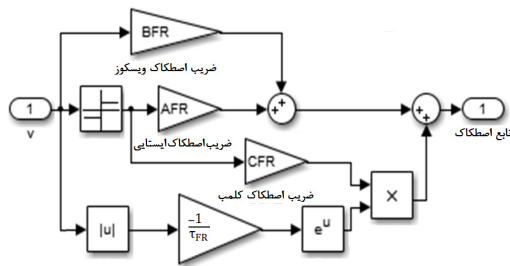 BFR
ضریب اصطکاک ویسکوز
1
v
AFR
ضریب اصطکاک ایستایی
++
++
1
تابع اصطکاک
CFR
ضریب اصطکاک کلمب
×
|u|
−1
τFR
eu